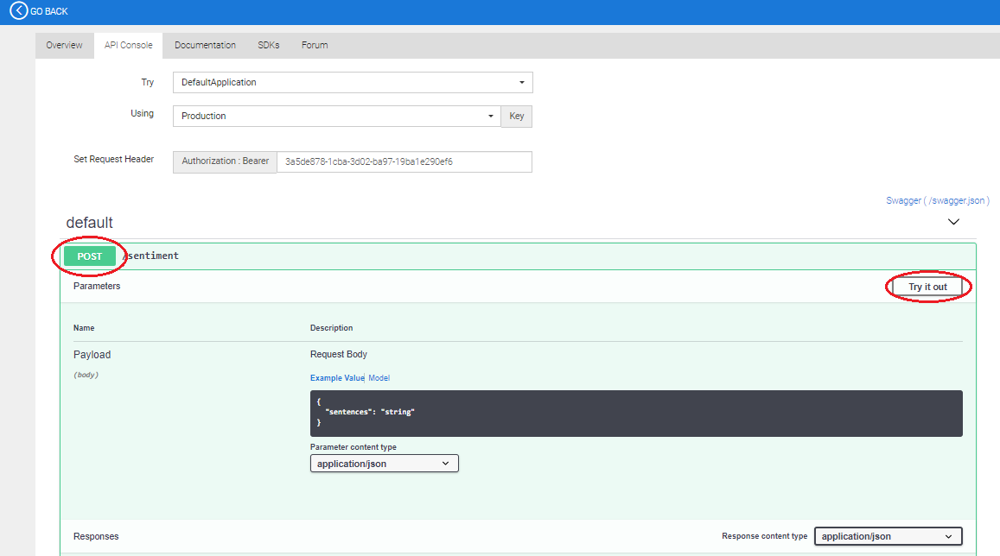 GO BACK
Overview API Console Documentation SDKs Forum
Try DefaultApplication
Using Production Key
Set Request Header Authorization : Bearer 3a5de878-1cba-3d02-ba97-19ba1e290ef6
Swagger ( /swagger.json )
default
POST /sentiment
Parameters Try it out
Name Description
Payload Request Body
(body)
Example Value Model
{
"sentences": "string"
}
Parameter content type
application/json
Responses Response content type application/json